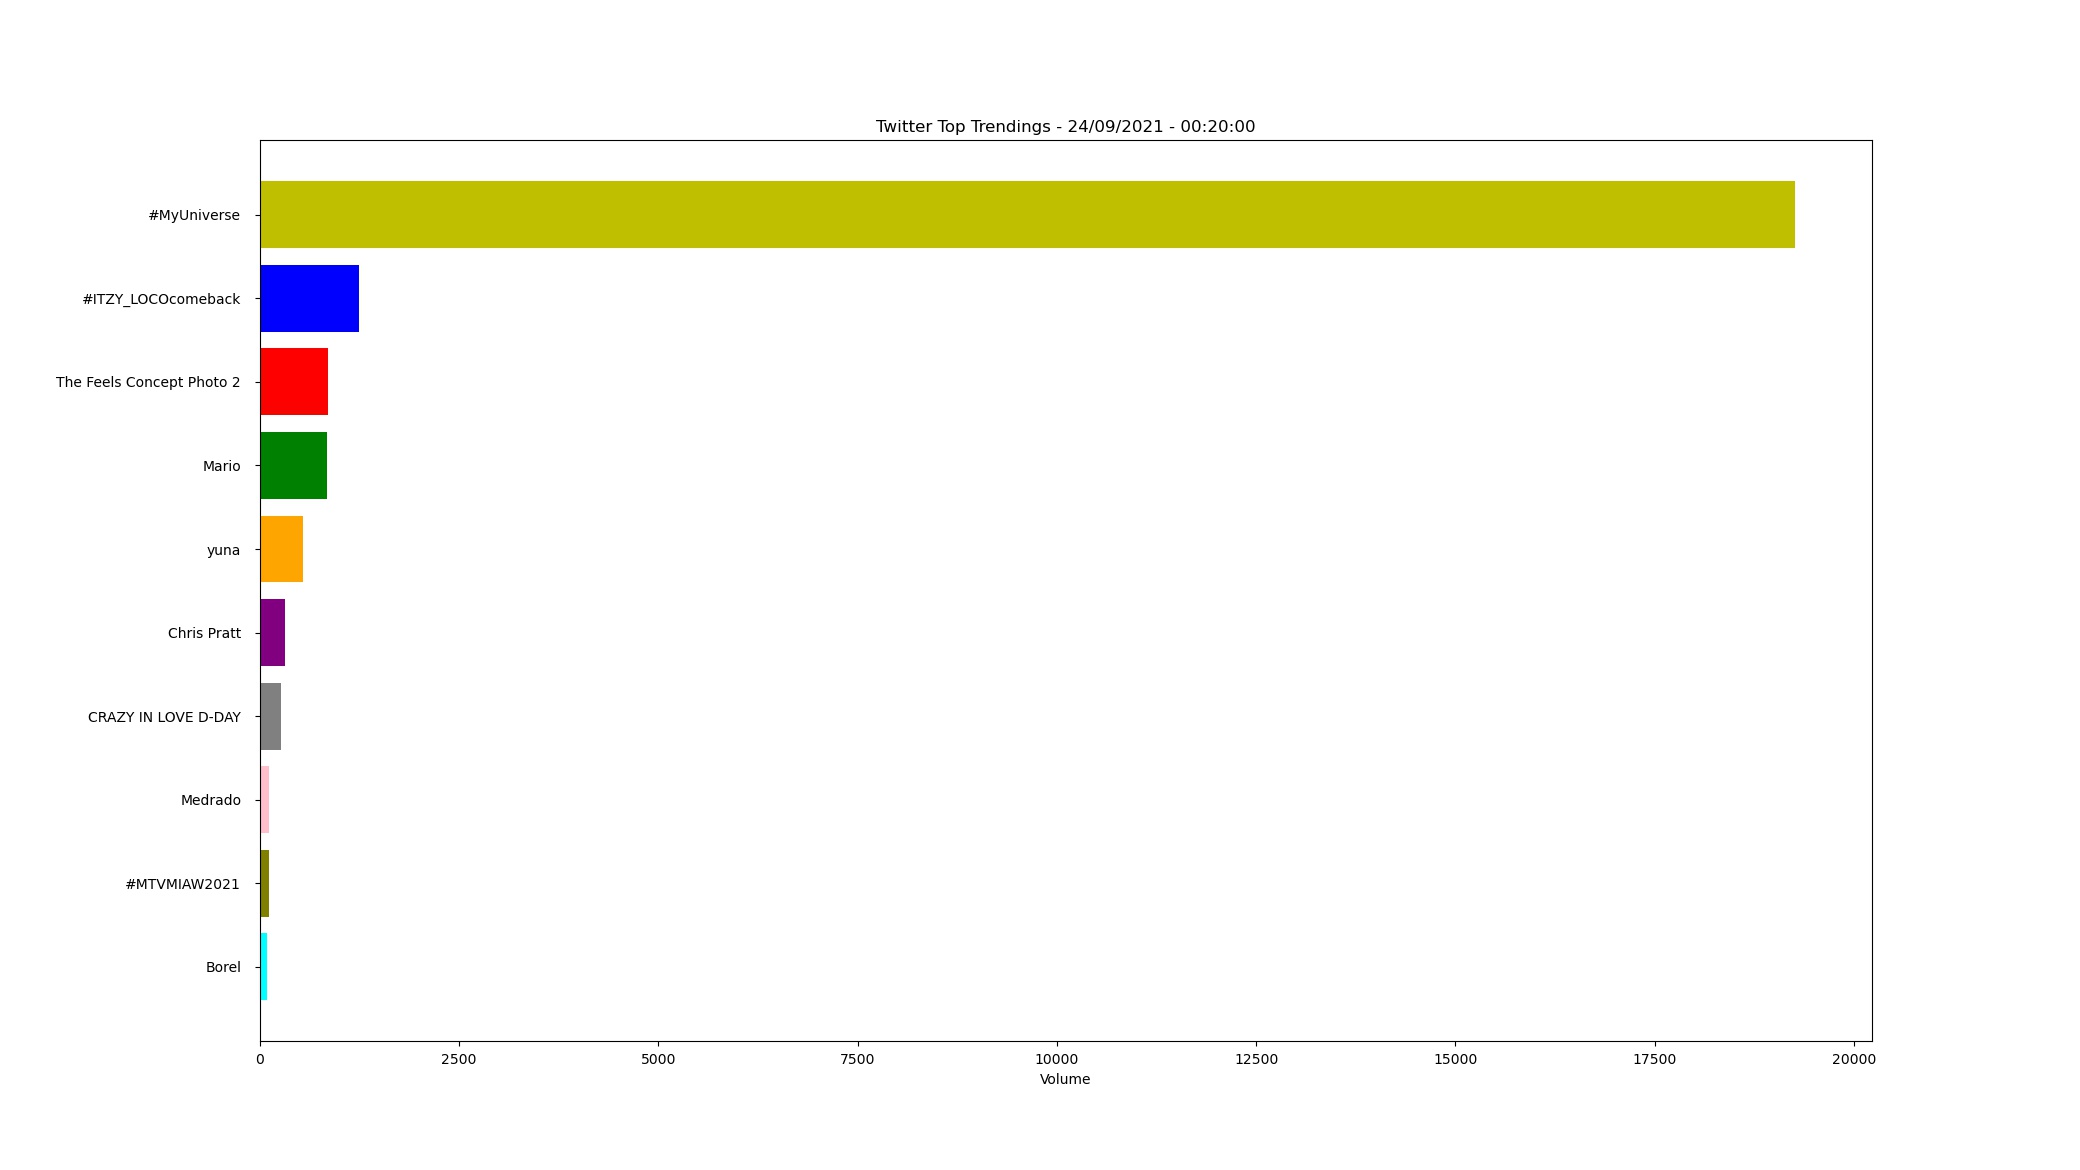 Twitter Top Trendings - 24/09/2021 - 00:20:00
#MyUniverse
#ITZY_LOCOcomeback
The Feels Concept Photo 2
Mario
yuna
Chris Pratt
CRAZY IN LOVE D-DAY
Medrado
#MTVMIAW2021
Borel
0 2500 5000 7500 10000 12500 15000 17500 20000
Volume